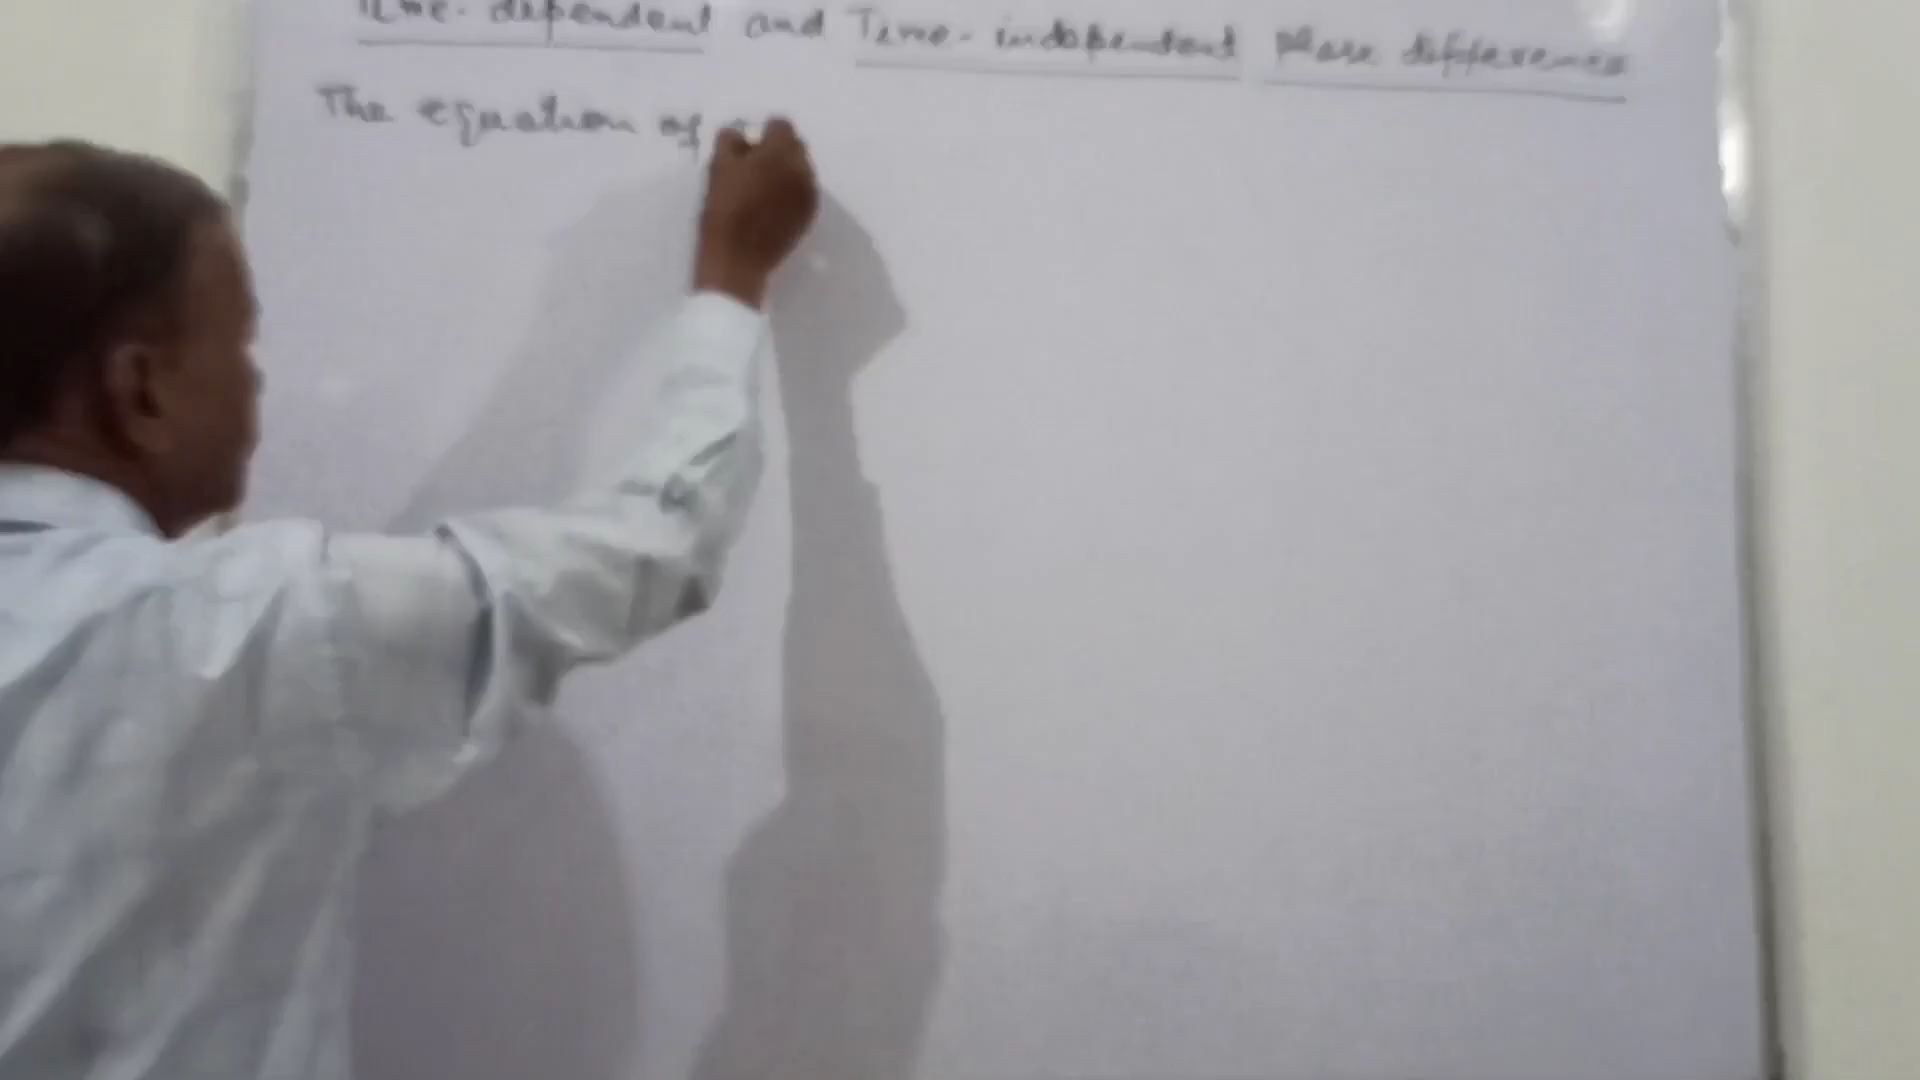 Time-dependent and Time-independent phase difference
The equation of